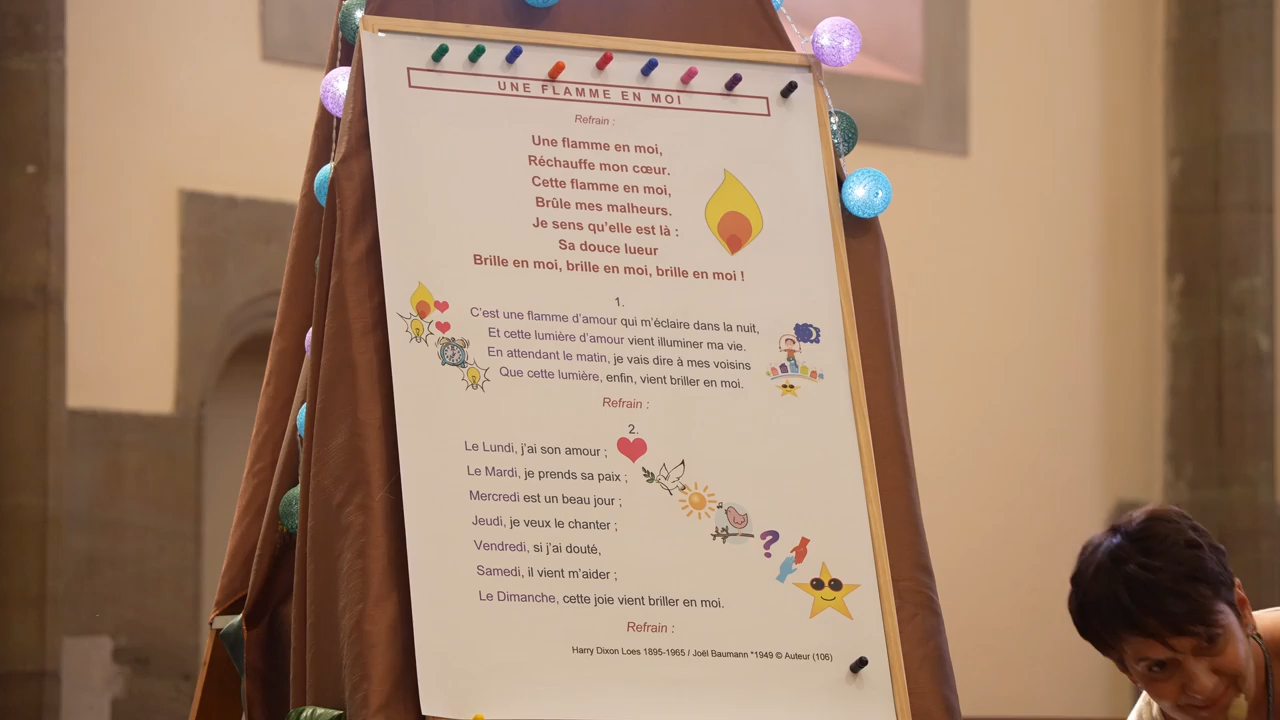 UNE FLAMME EN MOI
Refrain :
Une flamme en moi,
Réchauffe mon cœur.
Cette flamme en moi,
Brûle mes malheurs.
Je sens qu'elle est là :
Sa douce lueur
Brille en moi, brille en moi, brille en moi !
1.
C'est une flamme d'amour qui m'éclaire dans la nuit,
Et cette lumière d'amour vient illuminer ma vie.
En attendant le matin, je vais dire à mes voisins
Que cette lumière, enfin, vient briller en moi.
Refrain :
2.
Le Lundi, j'ai son amour ;
Le Mardi, je prends sa paix ;
Mercredi est un beau jour ;
Jeudi, je veux le chanter ;
Vendredi, si j'ai douté,
Samedi, il vient m'aider ;
?
Le Dimanche, cette joie vient briller en moi.
Refrain :
Harry Dixon Loes 1895-1965 / Joël Baumann *1949 © Auteur (106)